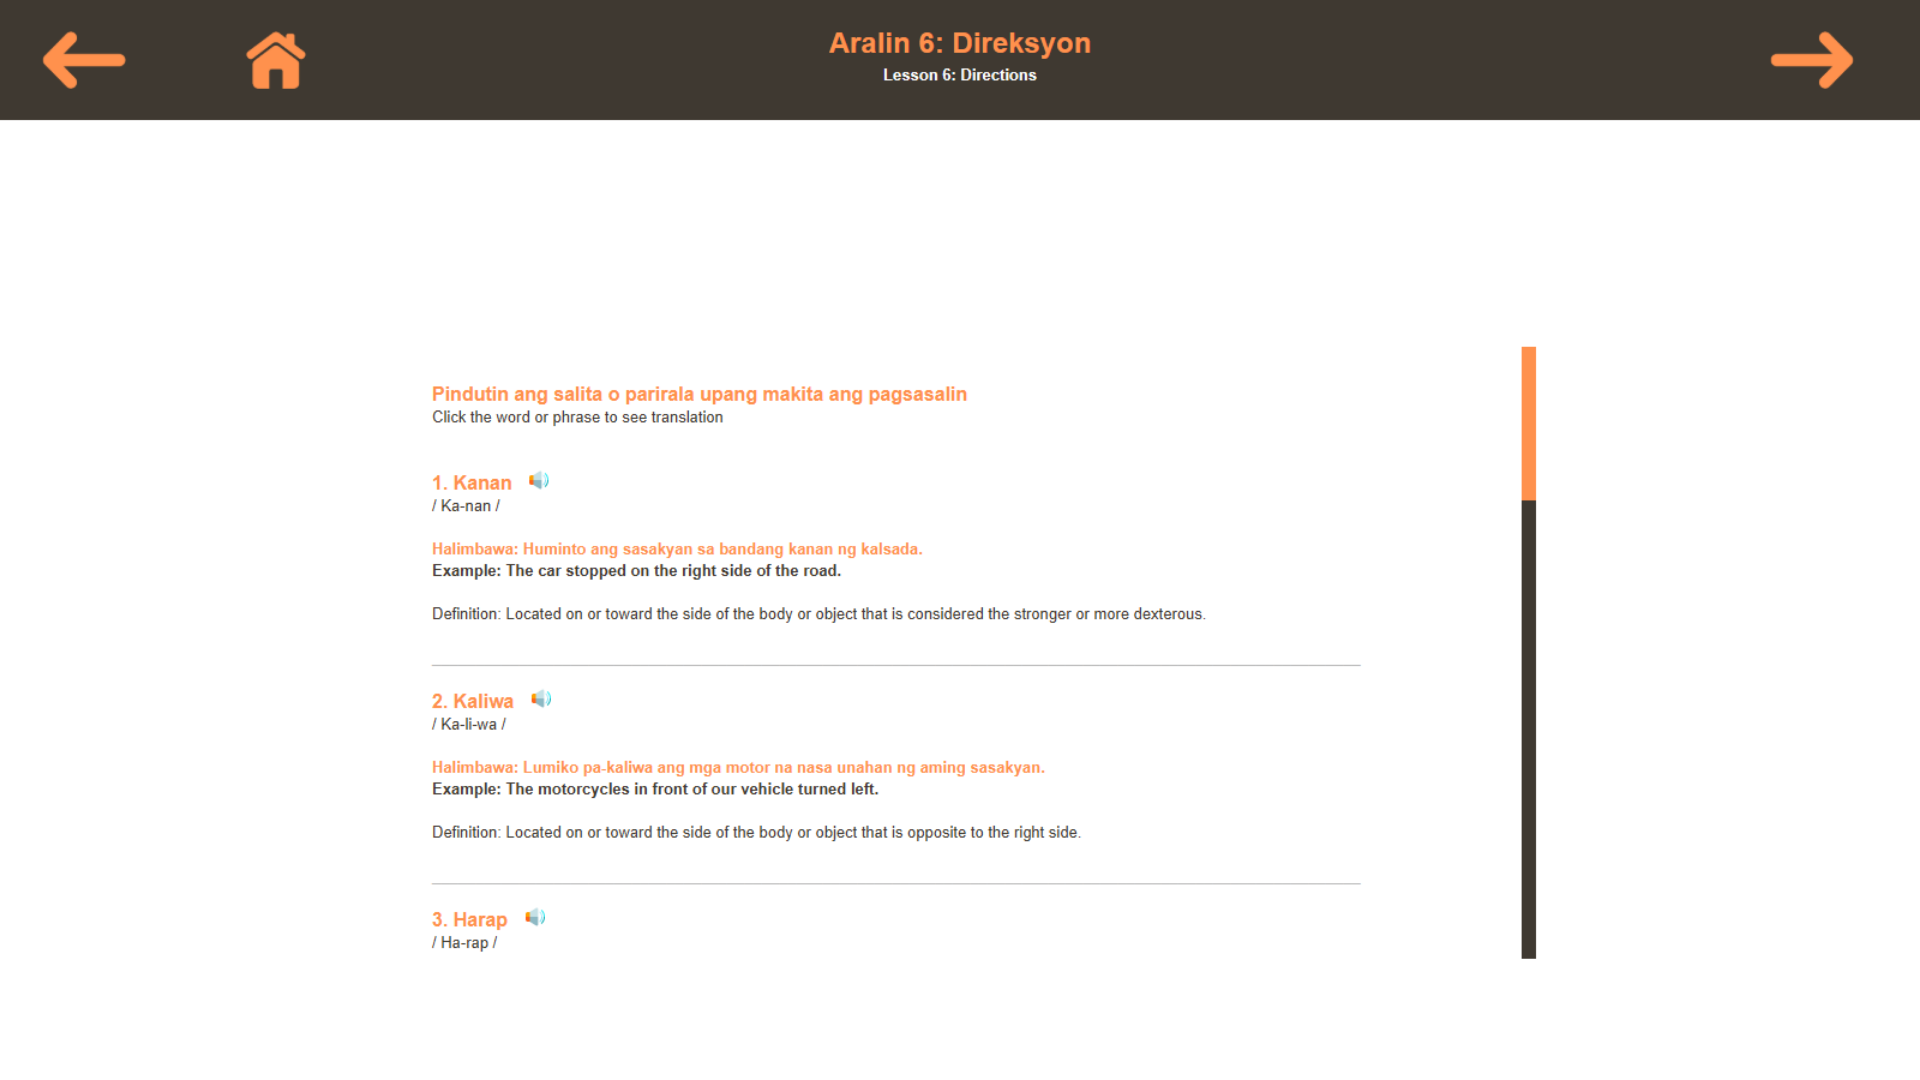 Aralin 6: Direksyon
Lesson 6: Directions
Pindutin ang salita o parirala upang makita ang pagsasalin
Click the word or phrase to see translation
1. Kanan
/ Ka-nan /
Halimbawa: Huminto ang sasakyan sa bandang kanan ng kalsada.
Example: The car stopped on the right side of the road.
Definition: Located on or toward the side of the body or object that is considered the stronger or more dexterous.
2. Kaliwa
/ Ka-li-wa /
Halimbawa: Lumiko pa-kaliwa ang mga motor na nasa unahan ng aming sasakyan.
Example: The motorcycles in front of our vehicle turned left.
Definition: Located on or toward the side of the body or object that is opposite to the right side.
3. Harap
/ Ha-rap /